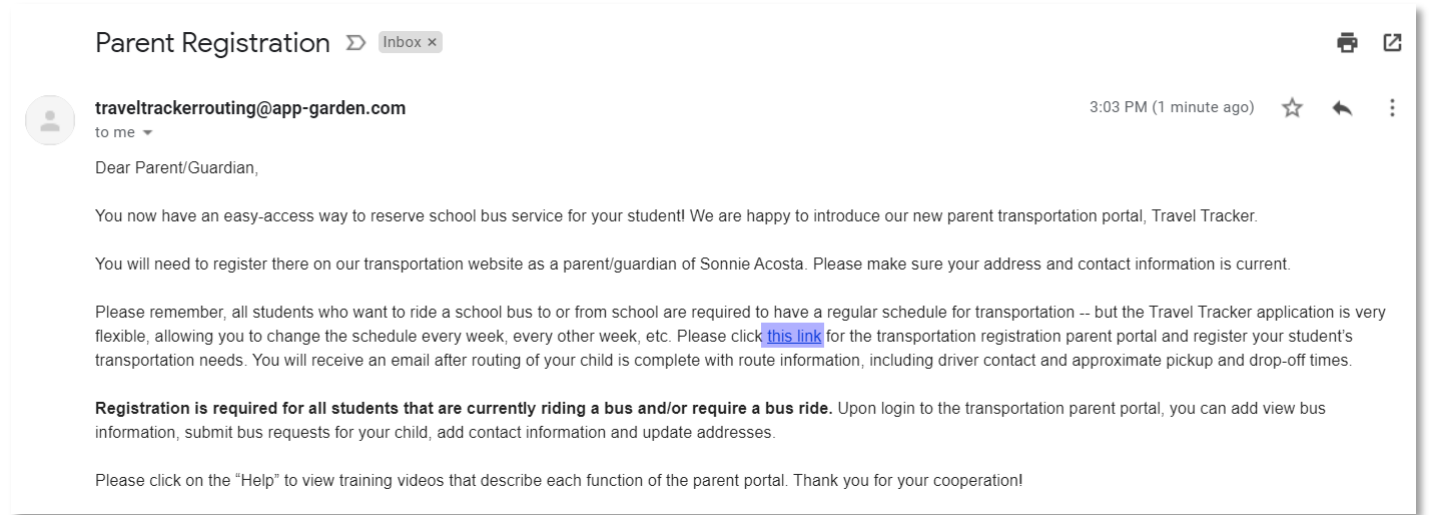 Parent Registration Inbox ×
traveltrackerrouting@app-garden.com 3:03 PM (1 minute ago)
to me
Dear Parent/Guardian,
You now have an easy-access way to reserve school bus service for your student! We are happy to introduce our new parent transportation portal, Travel Tracker.
You will need to register there on our transportation website as a parent/guardian of Sonnie Acosta. Please make sure your address and contact information is current.
Please remember, all students who want to ride a school bus to or from school are required to have a regular schedule for transportation -- but the Travel Tracker application is very
flexible, allowing you to change the schedule every week, every other week, etc. Please click this link for the transportation registration parent portal and register your student's
transportation needs. You will receive an email after routing of your child is complete with route information, including driver contact and approximate pickup and drop-off times.
Registration is required for all students that are currently riding a bus and/or require a bus ride. Upon login to the transportation parent portal, you can add view bus
information, submit bus requests for your child, add contact information and update addresses.
Please click on the “Help” to view training videos that describe each function of the parent portal. Thank you for your cooperation!